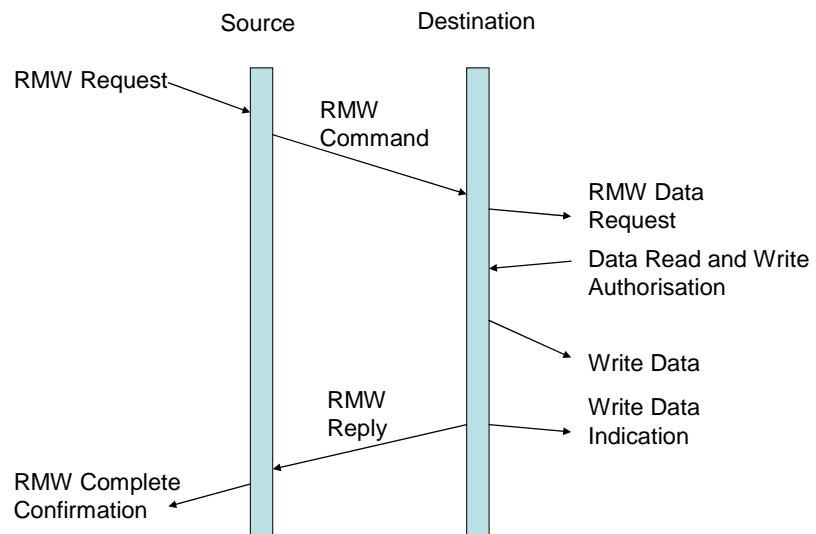 Source
Destination
RMW Request
RMW
Command
RMW Data
Request
Data Read and Write
Authorisation
Write Data
RMW
Reply
Write Data
Indication
RMW Complete
Confirmation